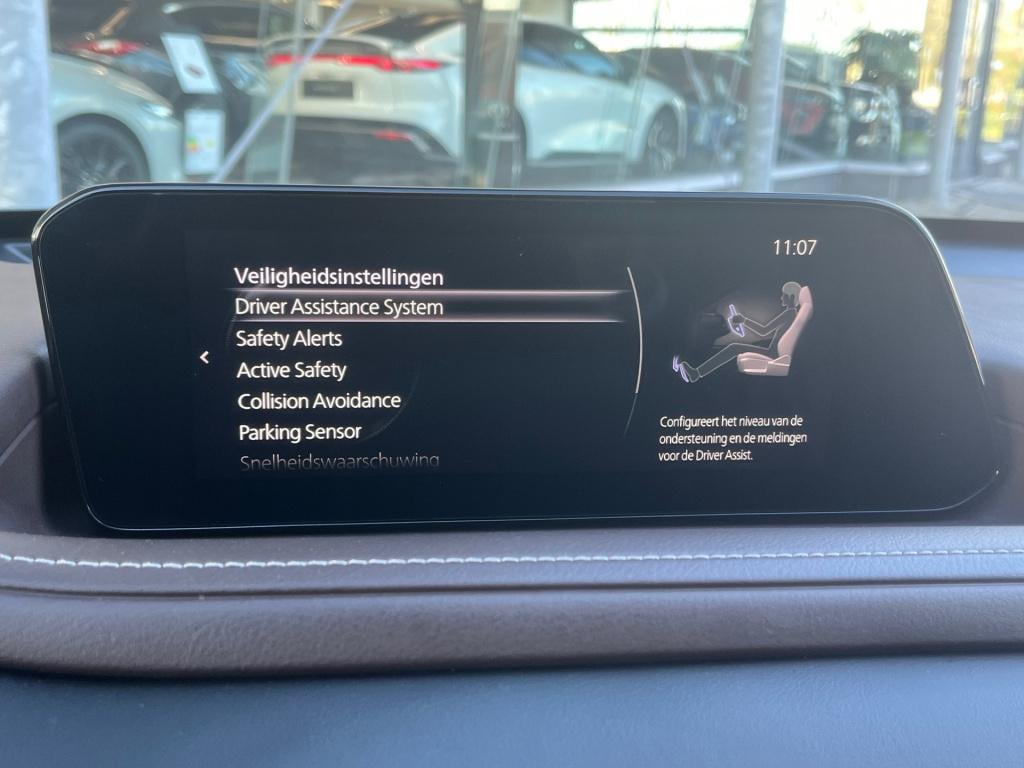 11:07
Veiligheidsinstellingen
Driver Assistance System
Safety Alerts
Active Safety
Collision Avoidance
Parking Sensor
Snelheidswaarschuwing
Configureert het niveau van de
ondersteuning en de meldingen
voor de Driver Assist.